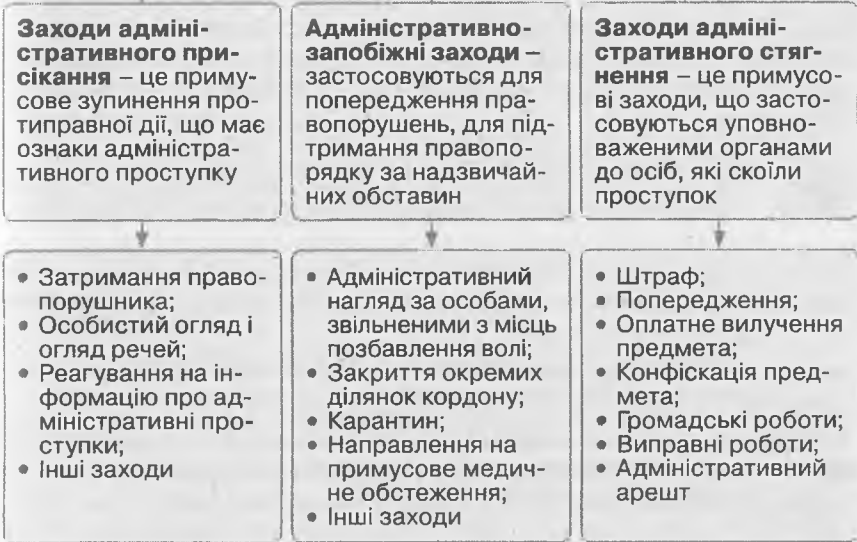 Заходи адміні-
стративного при-
сікання – це приму-
сове зупинення про-
типравної дії, що має
ознаки адміністра-
тивного проступку
Адміністративно-
запобіжні заходи –
застосовуються для
попередження пра-
вопорушень, для під-
тримання правопо-
рядку за надзвичай-
них обставин
Заходи адміні-
стративного стяг-
нення – це примусо-
ві заходи, що засто-
совуються уповно-
важеними органами
до осіб, які скоїли
проступок
• Затримання право-
порушника;
• Особистий огляд і
огляд речей;
• Реагування на ін-
формацію про ад-
міністративні про-
ступки;
• Інші заходи
• Адміністративний
нагляд за особами,
звільненими з місць
позбавлення волі;
• Закриття окремих
ділянок кордону;
• Карантин;
• Направлення на
примусове медич-
не обстеження;
• Інші заходи
• Штраф;
• Попередження;
• Оплатне вилучення
предмета;
• Конфіскація пред-
мета;
• Громадські роботи;
• Виправні роботи;
• Адміністративний
арешт